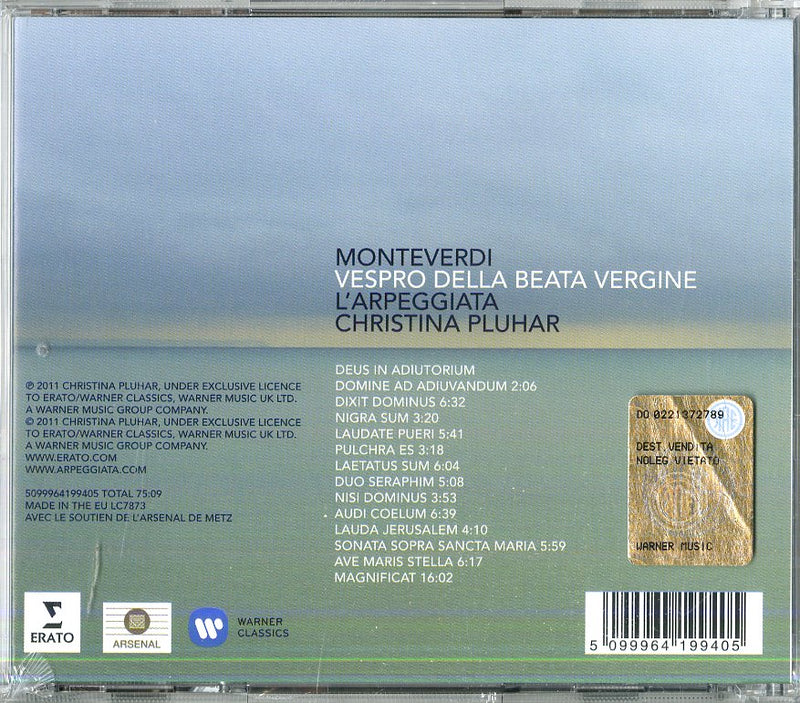 MONTEVERDI
VESPRO DELLA BEATA VERGINE
L'ARPEGGIATA
CHRISTINA PLUHAR
DEUS IN ADIUTORIUM
DOMINE AD ADIUVANDUM 2:06
DIXIT DOMINUS 6:32
NIGRA SUM 3:20
LAUDATE PUERI 5:41
PULCHRA ES 3:18
LAETATUS SUM 6:04
DUO SERAPHIM 5:08
NISI DOMINUS 3:53
AUDI COELUM 6:39
LAUDA JERUSALEM 4:10
SONATA SOPRA SANCTA MARIA 5:59
AVE MARIS STELLA 6:17
MAGNIFICAT 16:02
℗ 2011 CHRISTINA PLUHAR, UNDER EXCLUSIVE LICENCE
TO ERATO/WARNER CLASSICS, WARNER MUSIC UK LTD.
A WARNER MUSIC GROUP COMPANY.
© 2011 CHRISTINA PLUHAR, UNDER EXCLUSIVE LICENCE
TO ERATO/WARNER CLASSICS, WARNER MUSIC UK LTD.
A WARNER MUSIC GROUP COMPANY.
WWW.ERATO.COM
WWW.ARPEGGIATA.COM
5099964199405 TOTAL 75:09
MADE IN THE EU LC7873
AVEC LE SOUTIEN DE L'ARSENAL DE METZ
DO 0221372789
DEST.VENDITA
NOLEG.VIETATO
WARNER MUSIC
ERATO
ARSENAL
WARNER
CLASSICS
5 099964 199405